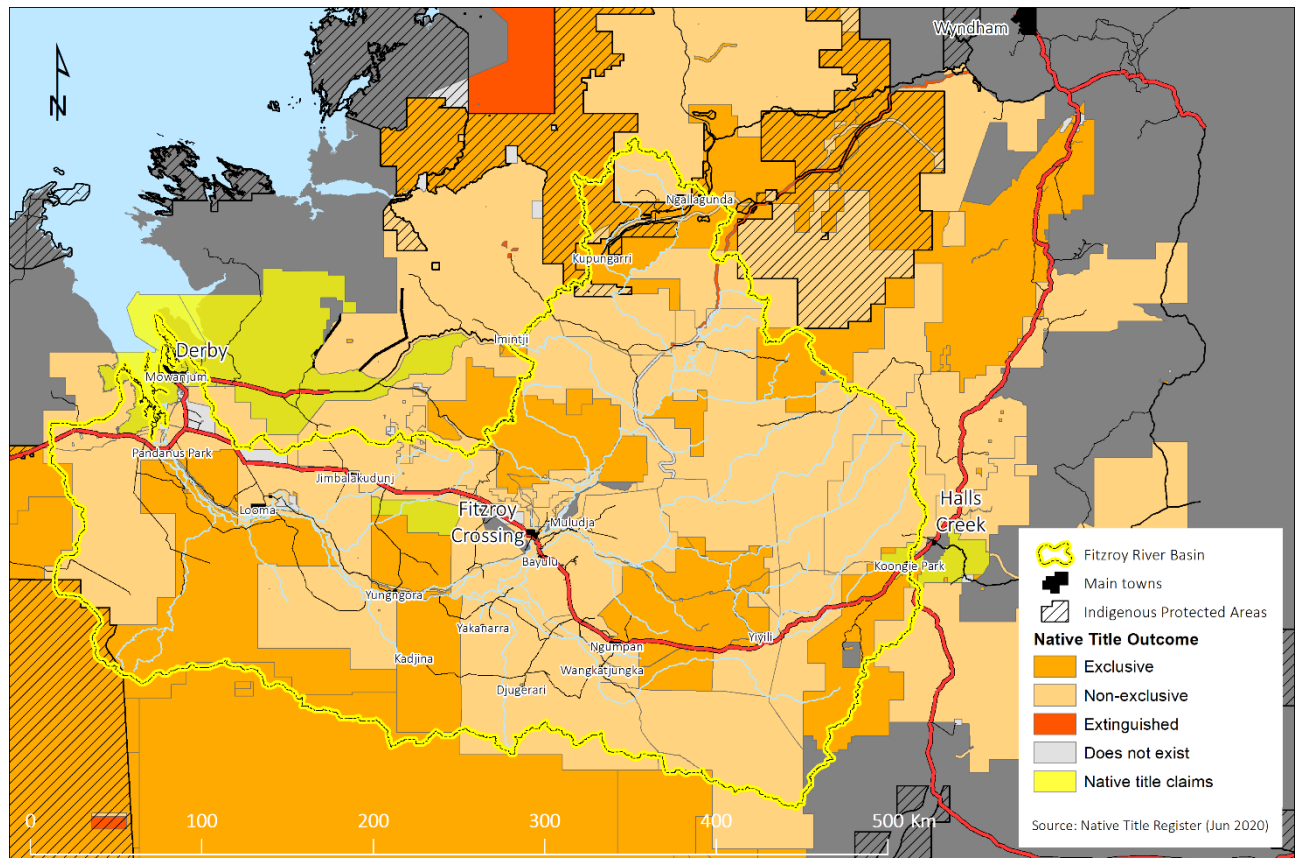 Wyndham
N
Ngallagunda
Kupungarri
Imintji
Derby
Mowanjum
Pandanus Park
Jimbalakudunj
Looma
Fitzroy
Crossing
Muludja
Bayulu
Halls
Creek
Koongie Park
Yungngora
Yakanarra
Kadjina
Ngumpan
Yiyili
Wangkatjungka
Djugerari
Fitzroy River Basin
Main towns
Indigenous Protected Areas
Native Title Outcome
Exclusive
Non-exclusive
Extinguished
Does not exist
Native title claims
Source: Native Title Register (Jun 2020)
0 100 200 300 400 500 Km